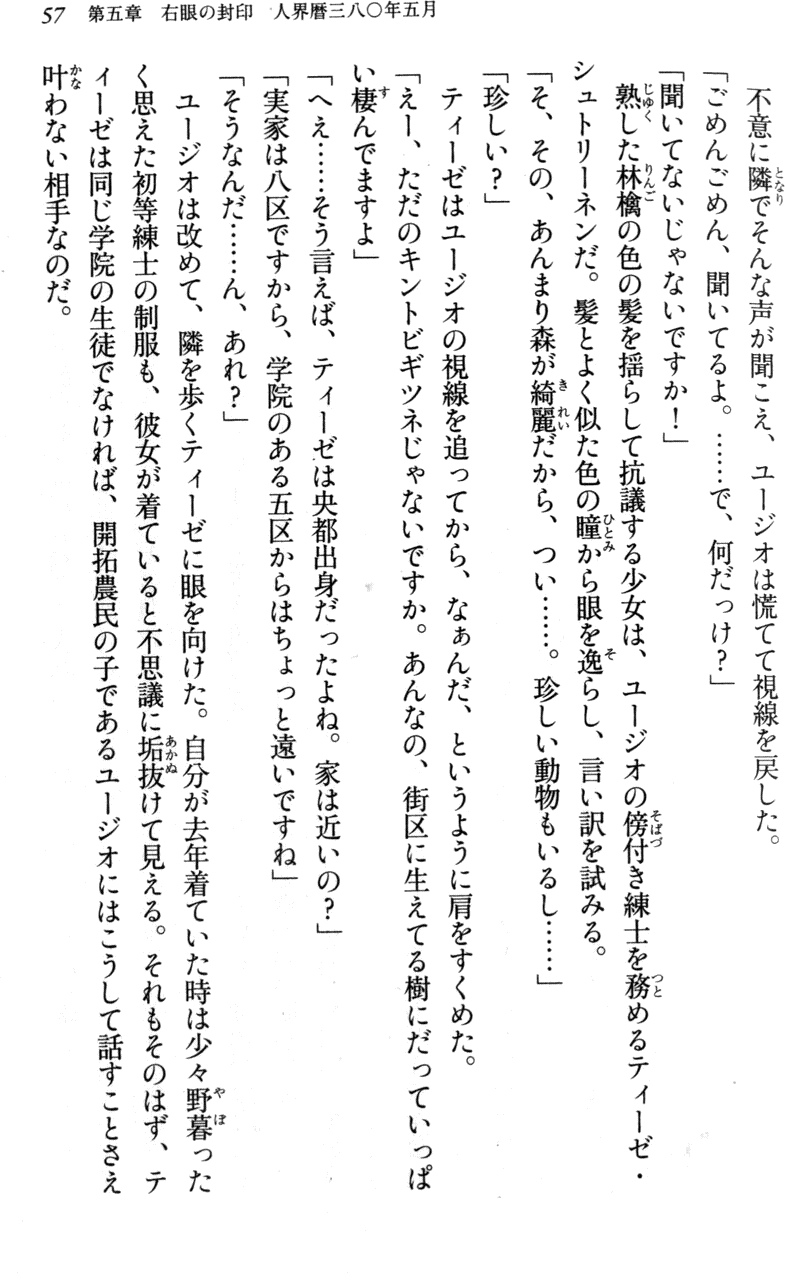 57　第五章　右眼の封印　人界暦三八〇年五月
　不意に隣でそんな声が聞こえ、ユージオは慌てて視線を戻した。
「ごめんごめん、聞いてるよ。……で、何だっけ？」
「聞いてないじゃないですか！」
　熟した林檎の色の髪を揺らして抗議する少女は、ユージオの傍付き練士を務めるティーゼ・
シュトリーネンだ。髪とよく似た色の瞳から眼を逸らし、言い訳を試みる。
「そ、その、あんまり森が綺麗だから、つい……。珍しい動物もいるし……」
「珍しい？」
　ティーゼはユージオの視線を追ってから、なぁんだ、というように肩をすくめた。
「えー、ただのキントビギツネじゃないですか。あんなの、街区に生えてる樹にだっていっぱ
い棲んでますよ」
「へえ……そう言えば、ティーゼは央都出身だったよね。家は近いの？」
「実家は八区ですから、学院のある五区からはちょっと遠いですね」
「そうなんだ……ん、あれ？」
　ユージオは改めて、隣を歩くティーゼに眼を向けた。自分が去年着ていた時は少々野暮った
く思えた初等練士の制服も、彼女が着ていると不思議に垢抜けて見える。それもそのはず、テ
ィーゼは同じ学院の生徒でなければ、開拓農民の子であるユージオにはこうして話すことさえ
叶わない相手なのだ。